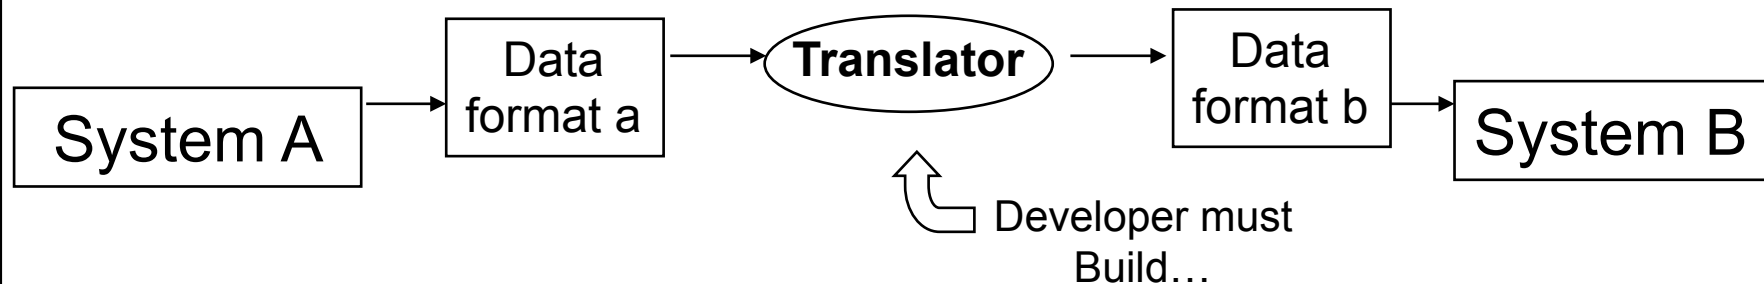 System A
Data
format a
Translator
Data
format b
System B
Developer must
Build…